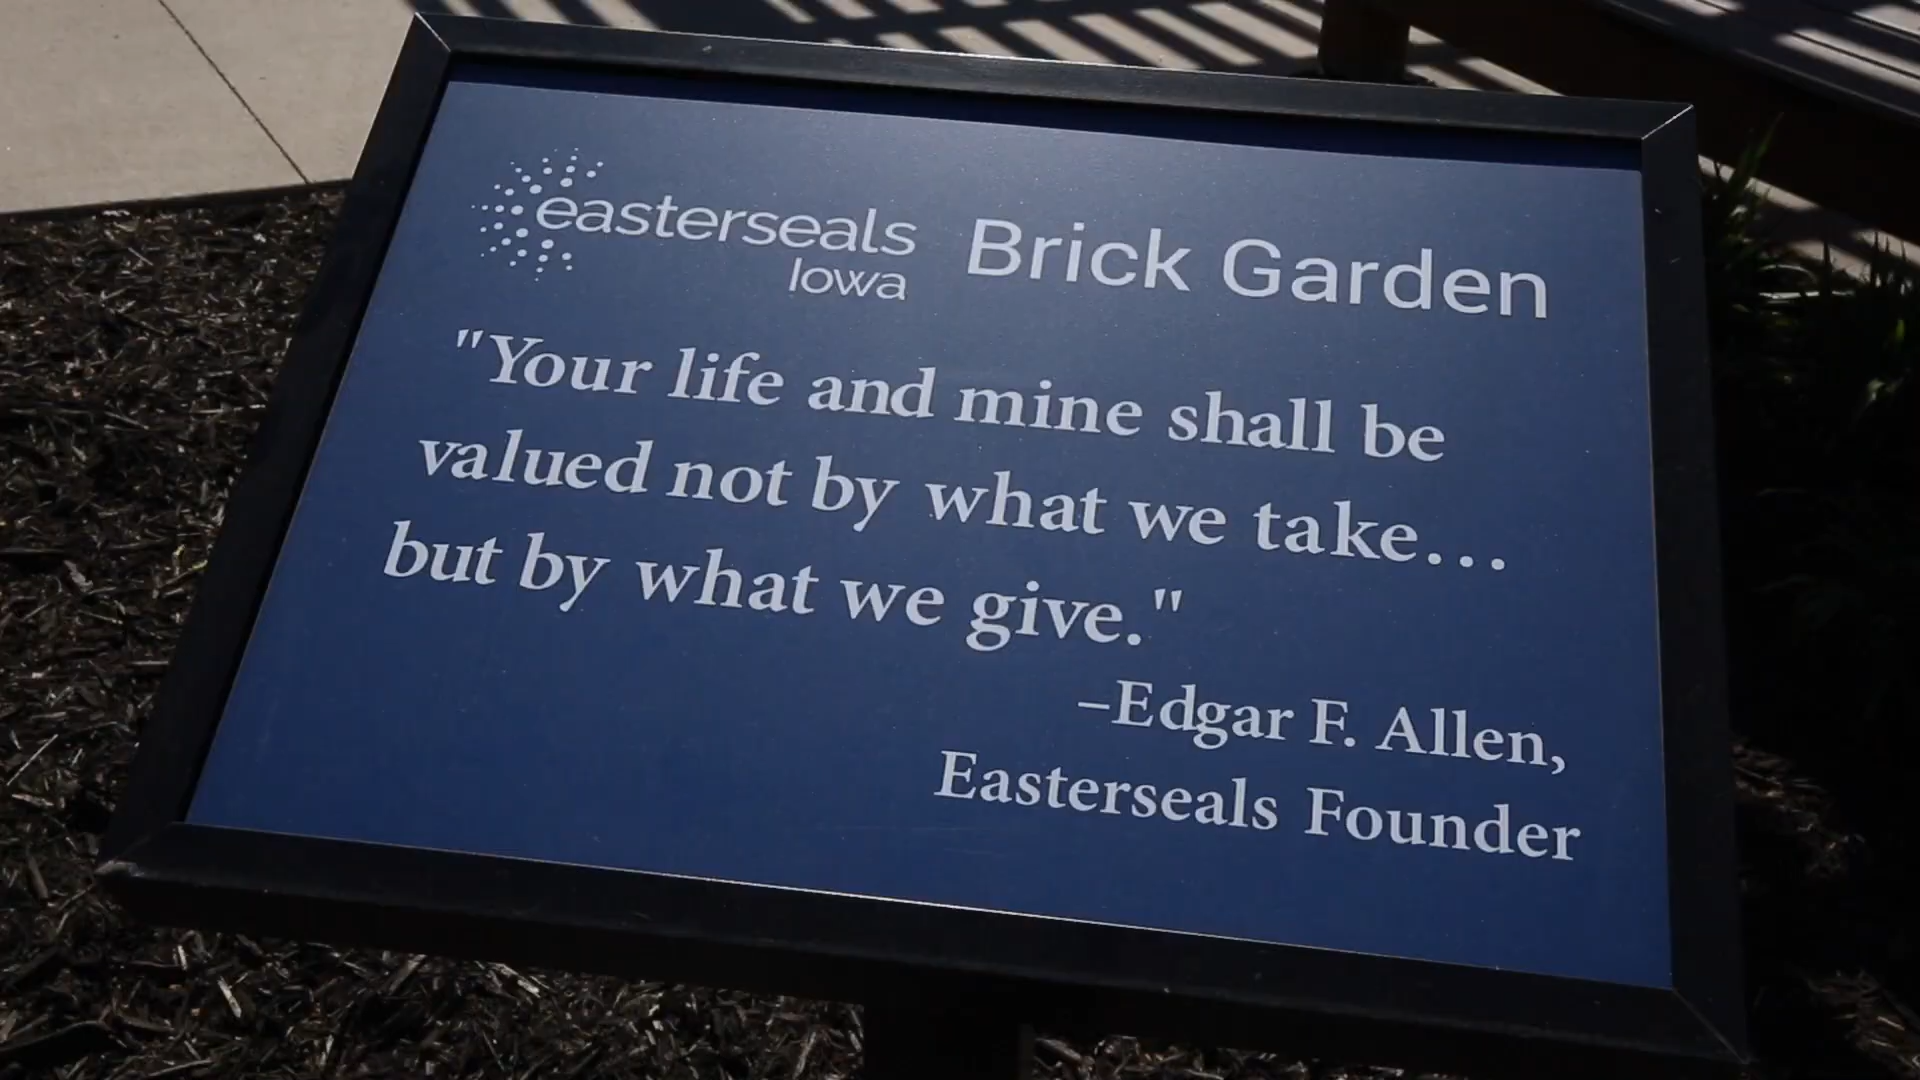 easterseals Brick Garden
Iowa
"Your life and mine shall be
valued not by what we take...
but by what we give."
–Edgar F. Allen,
Easterseals Founder